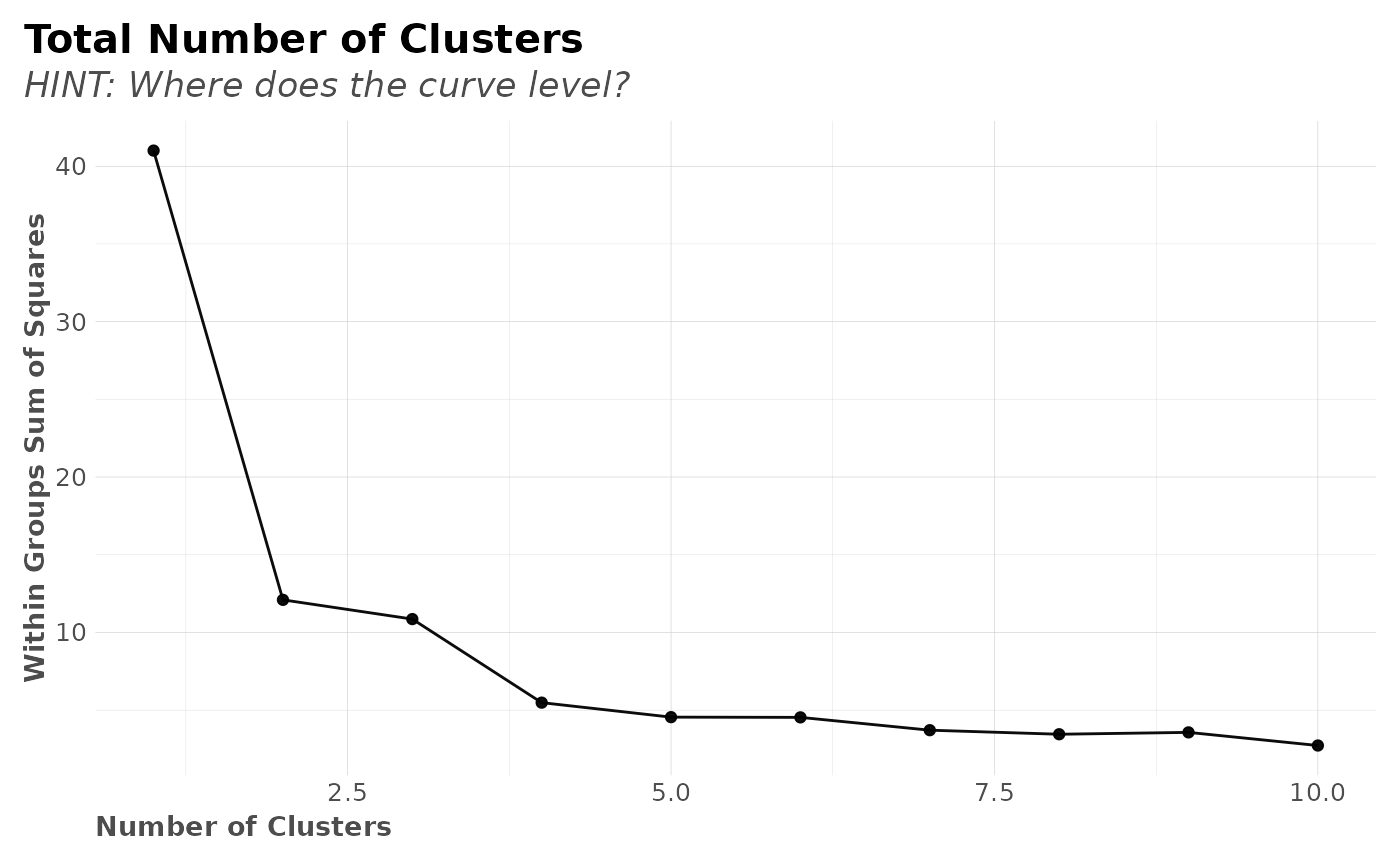 Total Number of Clusters
HINT: Where does the curve level?
Within Groups Sum of Squares
40
30
20
10
2.5
5.0
7.5
10.0
Number of Clusters